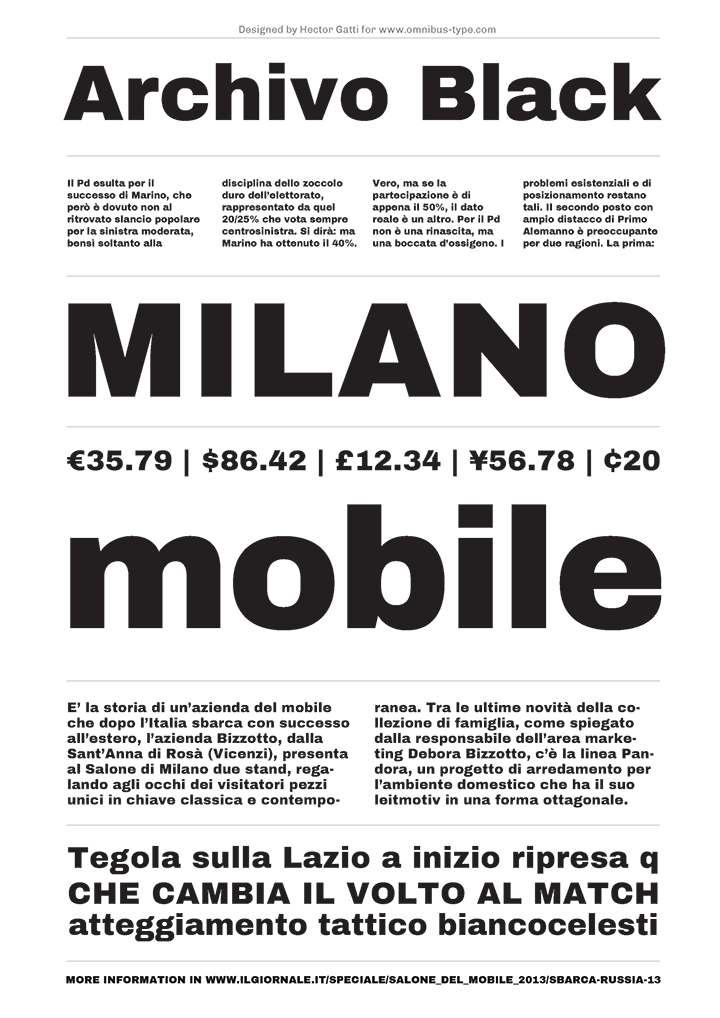 Designed by Hector Gatti for www.omnibus-type.com
Archivo Black
Il Pd esulta per il
successo di Marino, che
però è dovuto non al
ritrovato slancio popolare
per la sinistra moderata,
bensì soltanto alla
disciplina dello zoccolo
duro dell’elettorato,
rappresentato da quel
20/25% che vota sempre
centrosinistra. Si dirà: ma
Marino ha ottenuto il 40%.
Vero, ma se la
partecipazione è di
appena il 50%, il dato
reale è un altro. Per il Pd
non è una rinascita, ma
una boccata d’ossigeno. I
problemi esistenziali e di
posizionamento restano
tali. Il secondo posto con
ampio distacco di Primo
Alemanno è preoccupante
per due ragioni. La prima:
MILANO
€35.79 | $86.42 | £12.34 | ¥56.78 | ¢20
mobile
E’ la storia di un’azienda del mobile
che dopo l’Italia sbarca con successo
all’estero, l’azienda Bizzotto, dalla
Sant’Anna di Rosà (Vicenzi), presenta
al Salone di Milano due stand, rega-
lando agli occhi dei visitatori pezzi
unici in chiave classica e contempo-
ranea. Tra le ultime novità della co-
llezione di famiglia, come spiegato
dalla responsabile dell’area marke-
ting Debora Bizzotto, c’è la linea Pan-
dora, un progetto di arredamento per
l’ambiente domestico che ha il suo
leitmotiv in una forma ottagonale.
Tegola sulla Lazio a inizio ripresa q
CHE CAMBIA IL VOLTO AL MATCH
atteggiamento tattico biancocelesti
MORE INFORMATION IN WWW.ILGIORNALE.IT/SPECIALE/SALONE_DEL_MOBILE_2013/SBARCA-RUSSIA-13